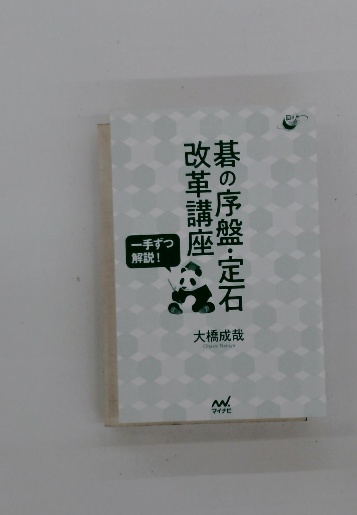 一手ずつ
解説!
碁の序盤・定石
改革講座
大橋成哉
マイナビ